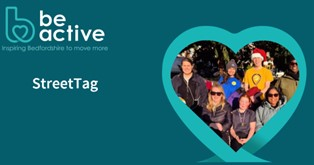 be
active
Inspiring Bedfordshire to move more
StreetTag